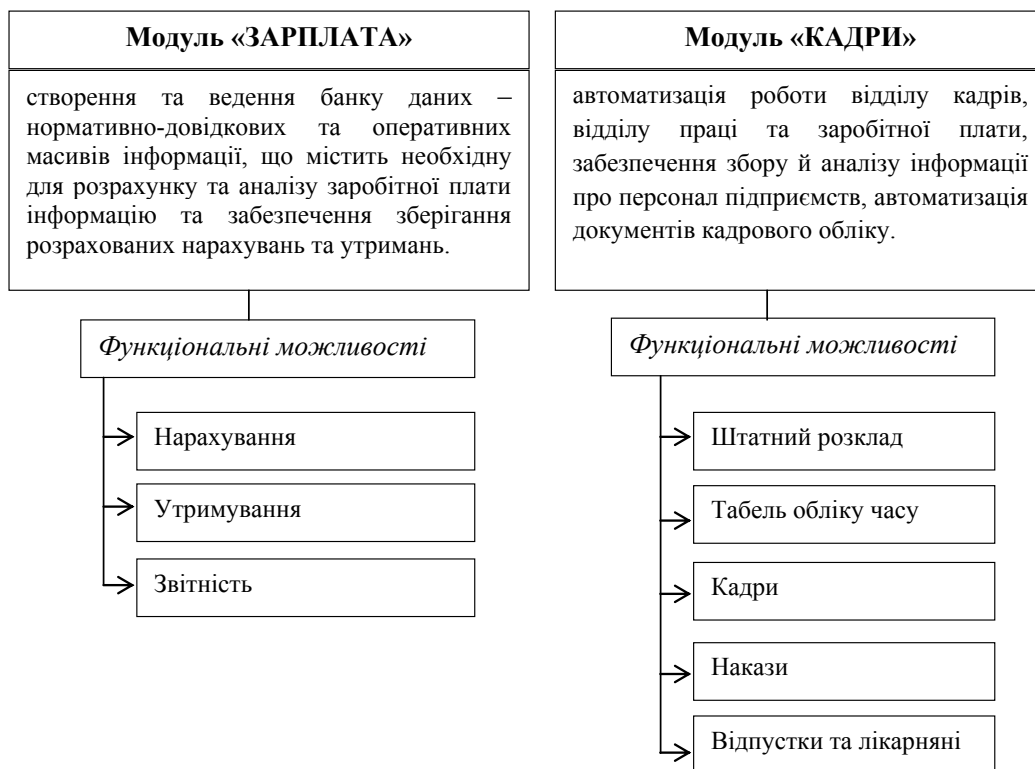 Модуль «ЗАРПЛАТА»
створення та ведення банку даних –
нормативно-довідкових та оперативних
масивів інформації, що містить необхідну
для розрахунку та аналізу заробітної плати
інформацію та забезпечення зберігання
розрахованих нарахувань та утримань.
Функціональні можливості
Нарахування
Утримування
Звітність
Модуль «КАДРИ»
автоматизація роботи відділу кадрів,
відділу праці та заробітної плати,
забезпечення збору й аналізу інформації
про персонал підприємств, автоматизація
документів кадрового обліку.
Функціональні можливості
Штатний розклад
Табель обліку часу
Кадри
Накази
Відпустки та лікарняні